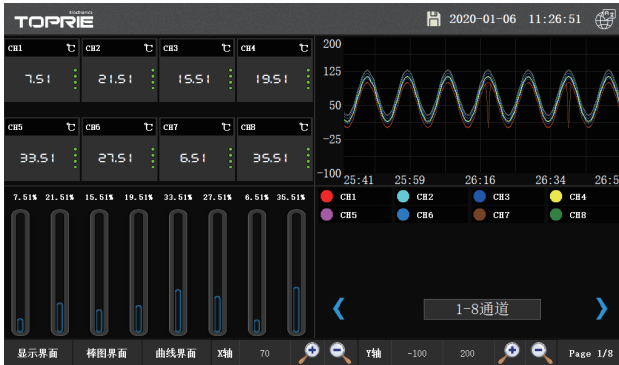 TOPRIE
Electronics
2020-01-06 11:26:51
CH1 ℃ CH2 ℃ CH3 ℃ CH4 ℃
7.51 21.51 15.51 19.51
CH5 ℃ CH6 ℃ CH7 ℃ CH8 ℃
33.51 27.51 6.51 35.51
200
125
50
-25
-100
25:41 25:59 26:16 26:34 26:5
7.51% 21.51% 15.51% 19.51% 33.51% 27.51% 6.51% 35.51%
CH1 CH2 CH3 CH4
CH5 CH6 CH7 CH8
1-8通道
显示界面 棒图界面 曲线界面 X轴 70 Y轴 -100 200 Page 1/8